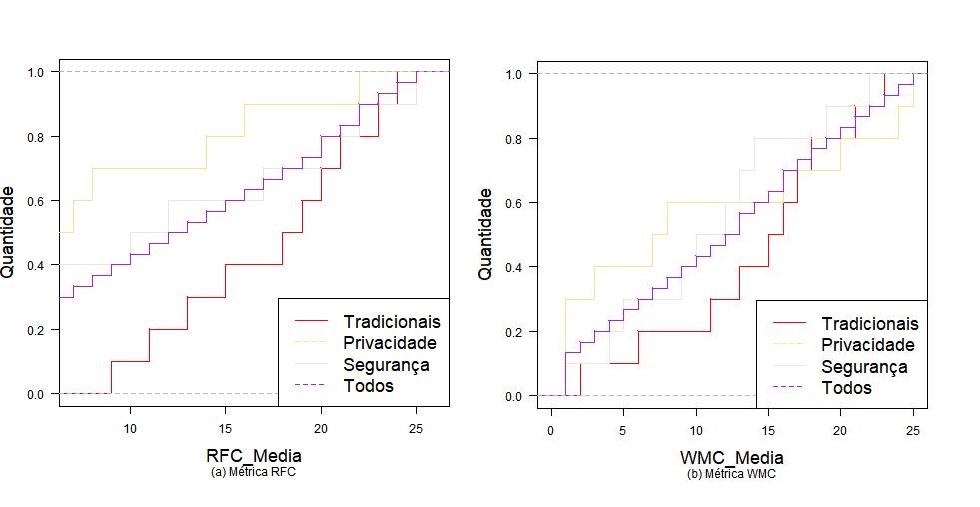 Quantidade
1.0
0.8
0.6
0.4
0.2
0.0
Tradicionais
Privacidade
Segurança
Todos
10 15 20 25
RFC_Media
(a) Métrica RFC
Quantidade
1.0
0.8
0.6
0.4
0.2
0.0
Tradicionais
Privacidade
Segurança
Todos
0 5 10 15 20 25
WMC_Media
(b) Métrica WMC